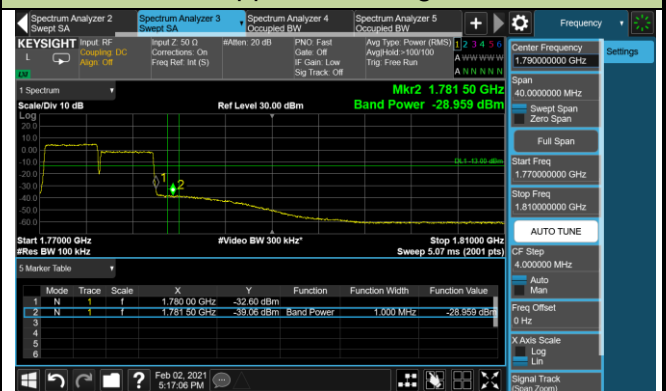 Spectrum Analyzer 2
Swept SA
Spectrum Analyzer 3
Swept SA
Spectrum Analyzer 4
Occupied BW
Spectrum Analyzer 5
Occupied BW
Frequency
KEYSIGHT
L
Input: RF
Coupling: DC
Align: Off
Input Z: 50 Ω
Corrections: On
Freq Ref: Int (S)
#Atten: 20 dB
PNO: Fast
Gate: Off
IF Gain: Low
Sig Track: Off
Avg Type: Power (RMS)
Avg|Hold:>100/100
Trig: Free Run
1 2 3 4 5 6
A W W W W W
A N N N N N
1 Spectrum
Scale/Div 10 dB
Ref Level 30.00 dBm
Mkr2 1.781 50 GHz
Band Power -28.959 dBm
Log
20.0
10.0
0.00
-10.0
-20.0
-30.0
-40.0
-50.0
-60.0
DL1 -13.00 dBm
1
2
Start 1.77000 GHz
#Res BW 100 kHz
#Video BW 300 kHz*
Stop 1.81000 GHz
Sweep 5.07 ms (2001 pts)
5 Marker Table
Mode Trace Scale X Y Function Function Width Function Value
1 N 1 f 1.780 00 GHz -32.60 dBm
2 N 1 f 1.781 50 GHz -39.06 dBm Band Power 1.000 MHz -28.959 dBm
3
4
5
6
Feb 02, 2021
5:17:06 PM
Settings
Center Frequency
1.790000000 GHz
Span
40.0000000 MHz
Swept Span
Zero Span
Full Span
Start Freq
1.770000000 GHz
Stop Freq
1.810000000 GHz
AUTO TUNE
CF Step
4.000000 MHz
Auto
Man
Freq Offset
0 Hz
X Axis Scale
Log
Lin
Signal Track
(Span Zoom)